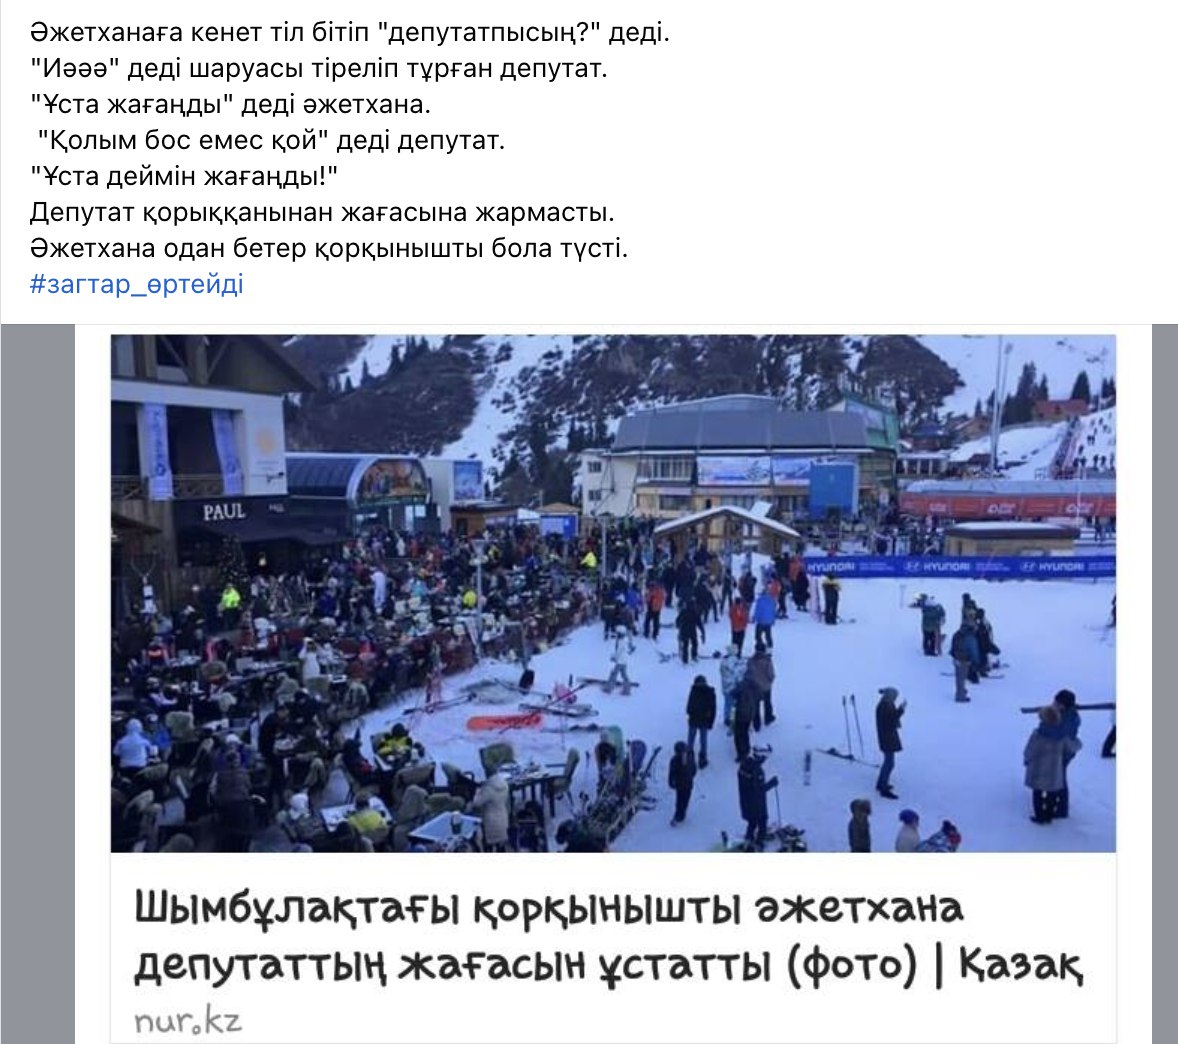 Әжетханаға кенет тіл бітіп "депутатпысың?" деді.
"Иәәә" деді шаруасы тіреліп тұрған депутат.
"Ұста жағаңды" деді әжетхана.
"Қолым бос емес қой" деді депутат.
"Ұста деймін жағаңды!"
Депутат қорыққанынан жағасына жармасты.
Әжетхана одан бетер қорқынышты бола түсті.
#загтар_өртейді
PAUL
HYUNDAI HYUNDAI HYUNDAI
Шымбұлақтағы қорқынышты әжетхана
депутаттың жағасын ұстатты (фото) | Қазақ
nur.kz